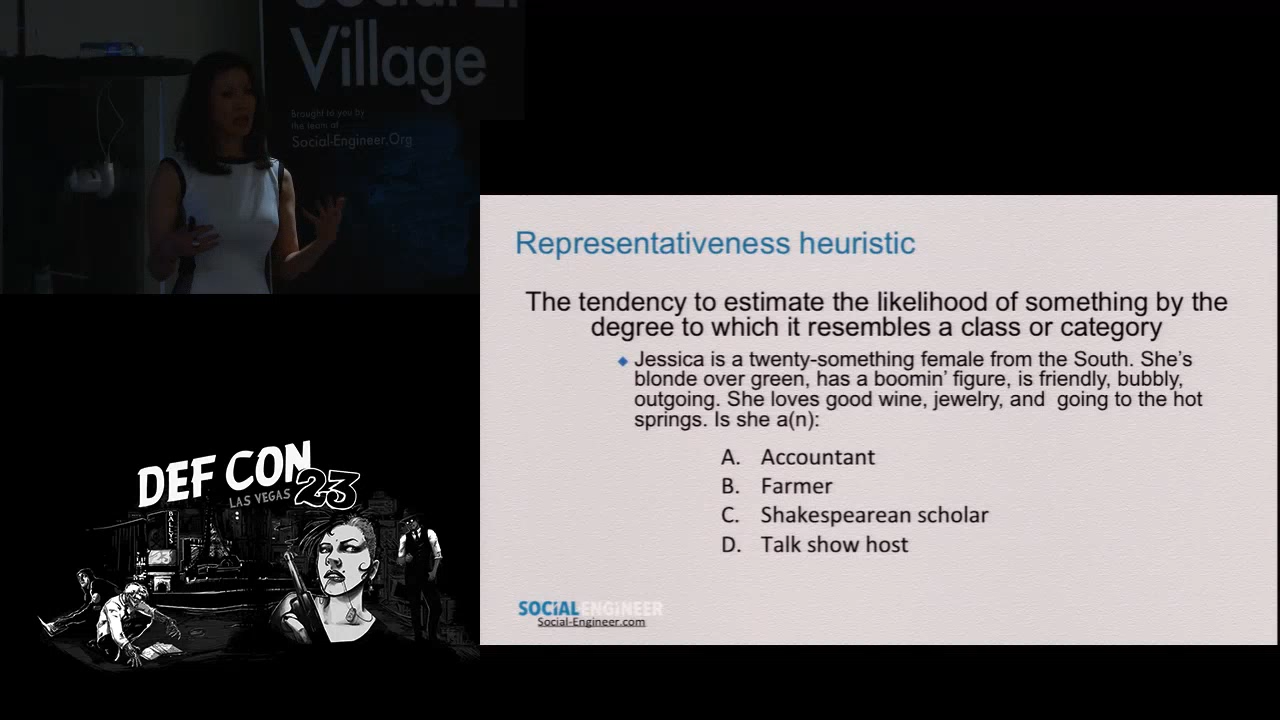 Village
Brought to you by
the team of
Social-Engineer.Org
Representativeness heuristic
The tendency to estimate the likelihood of something by the
degree to which it resembles a class or category
Jessica is a twenty-something female from the South. She's
blonde over green, has a boomin' figure, is friendly, bubbly,
outgoing. She loves good wine, jewelry, and going to the hot
springs. Is she a(n):
A. Accountant
B. Farmer
C. Shakespearean scholar
D. Talk show host
SOCIAL ENGINEER
Social-Engineer.com
DEF CON
LAS VEGAS 23
BALLYS
23